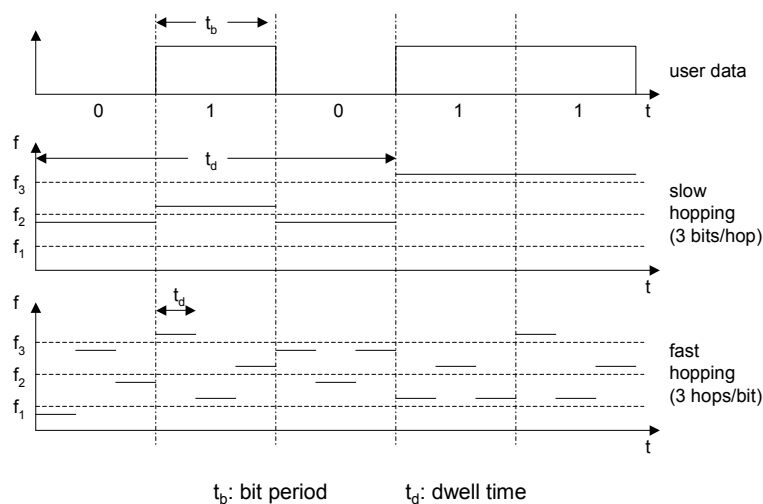 t_b
user data
0 1 0 1 1 t
f
t_d
f_3
f_2
f_1
slow
hopping
(3 bits/hop)
t
f
t_d
f_3
f_2
f_1
fast
hopping
(3 hops/bit)
t
t_b: bit period t_d: dwell time